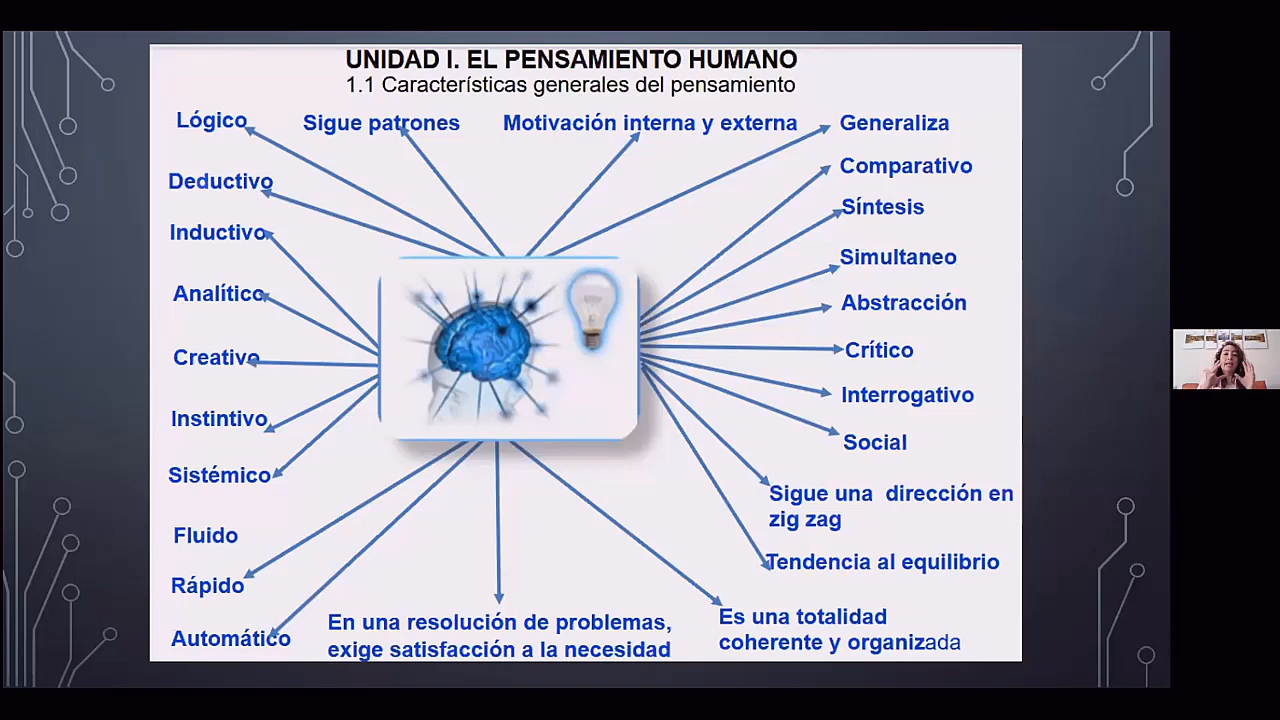 UNIDAD I. EL PENSAMIENTO HUMANO
1.1 Características generales del pensamiento
Lógico
Sigue patrones
Motivación interna y externa
Generaliza
Deductivo
Comparativo
Inductivo
Síntesis
Analítico
Simultaneo
Creativo
Abstracción
Instintivo
Crítico
Sistémico
Interrogativo
Fluido
Social
Rápido
Sigue una dirección en
zig zag
Automático
Tendencia al equilibrio
En una resolución de problemas,
exige satisfacción a la necesidad
Es una totalidad
coherente y organizada